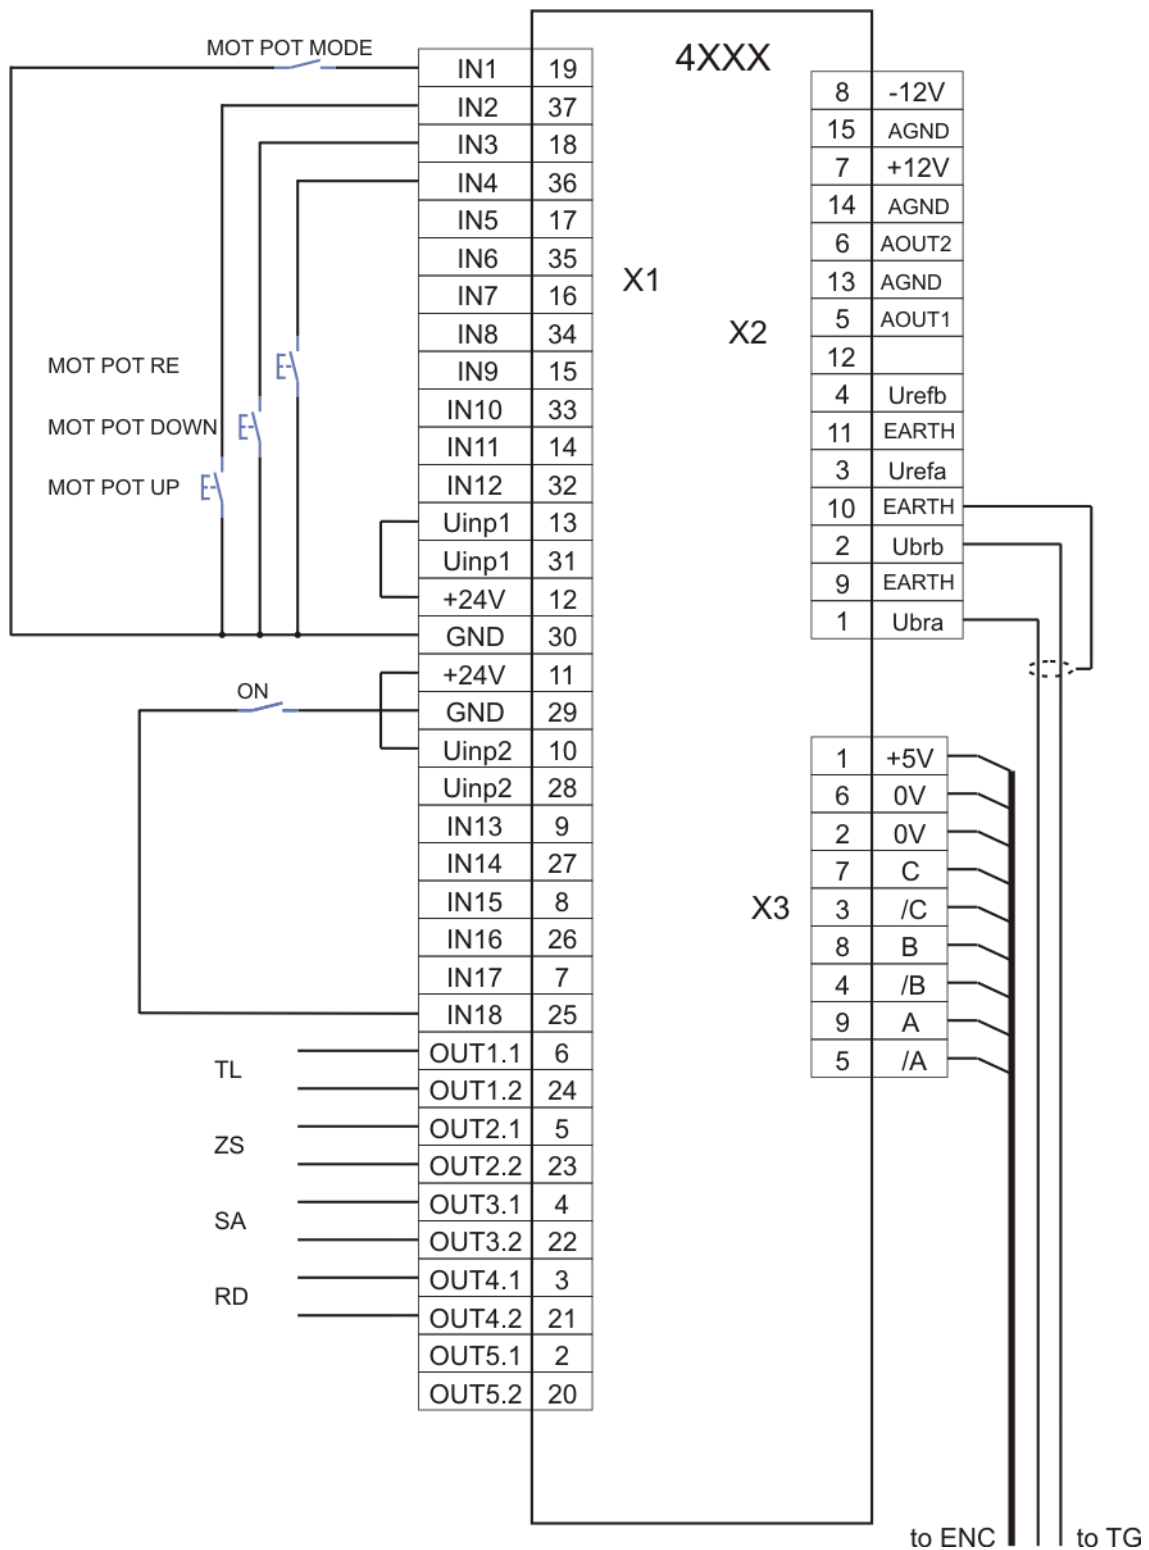 MOT POT MODE
4XXX
IN1 19
IN2 37
IN3 18
IN4 36
IN5 17
IN6 35
IN7 16
IN8 34
IN9 15
IN10 33
IN11 14
IN12 32
Uinp1 13
Uinp1 31
+24V 12
GND 30
+24V 11
GND 29
Uinp2 10
Uinp2 28
IN13 9
IN14 27
IN15 8
IN16 26
IN17 7
IN18 25
OUT1.1 6
OUT1.2 24
OUT2.1 5
OUT2.2 23
OUT3.1 4
OUT3.2 22
OUT4.1 3
OUT4.2 21
OUT5.1 2
OUT5.2 20
MOT POT RE
MOT POT DOWN
MOT POT UP
ON
TL
ZS
SA
RD
X1
X2
8 -12V
15 AGND
7 +12V
14 AGND
6 AOUT2
13 AGND
5 AOUT1
12
4 Urefb
11 EARTH
3 Urefa
10 EARTH
2 Ubrb
9 EARTH
1 Ubra
X3
1 +5V
6 0V
2 0V
7 C
3 /C
8 B
4 /B
9 A
5 /A
to ENC
to TG